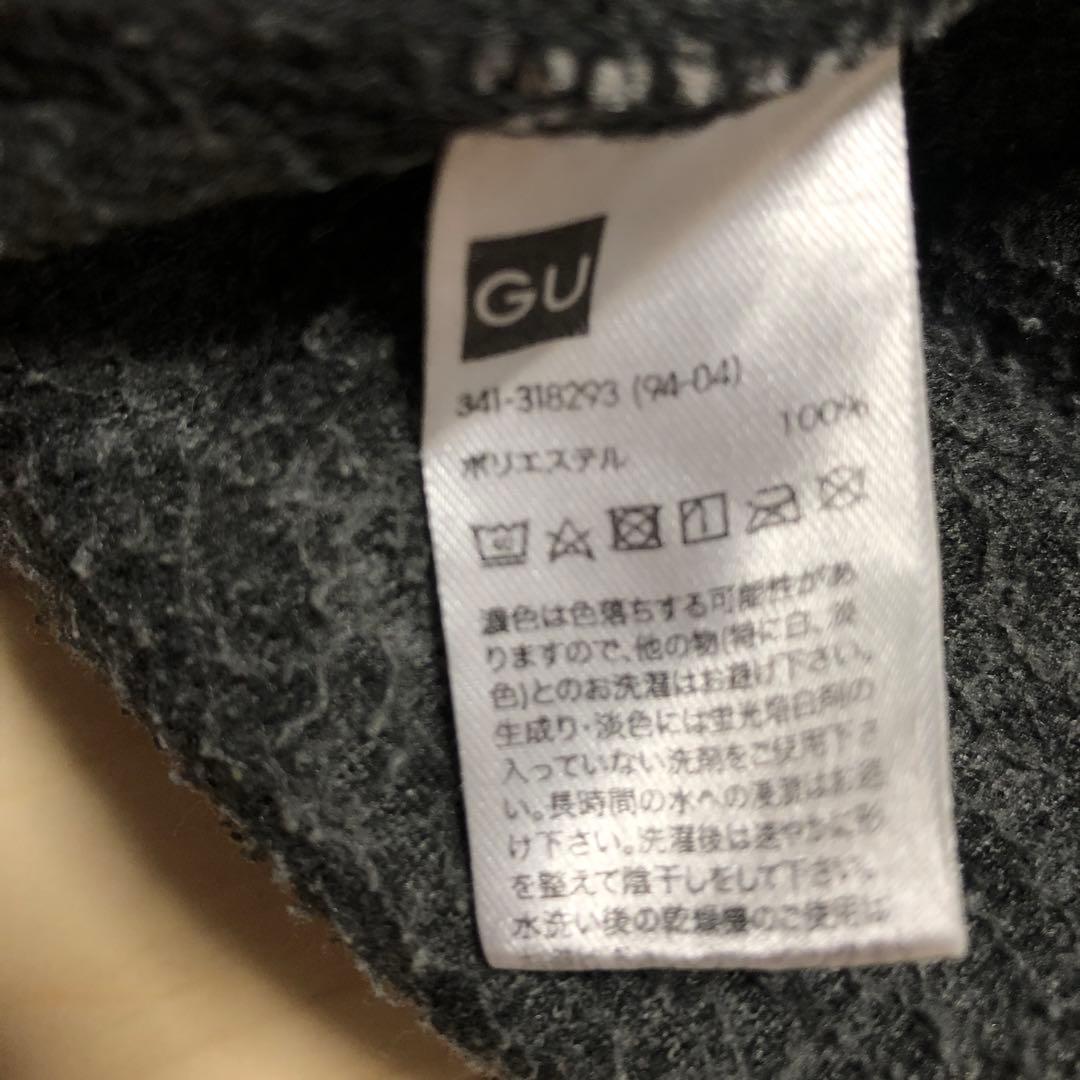 GU
341-318293 (94-04)
ポリエステル 100%
濃色は色落ちする可能性があ
りますので、他の物(特に白、淡
色)とのお洗濯はお避け下さい。
生成り・淡色には蛍光増白剤の
入っていない洗剤をご使用下さ
い。長時間の水への浸漬はお避
け下さい。洗濯後は速やかに形
を整えて陰干しをして下さい。
水洗い後の乾燥機のご使用は